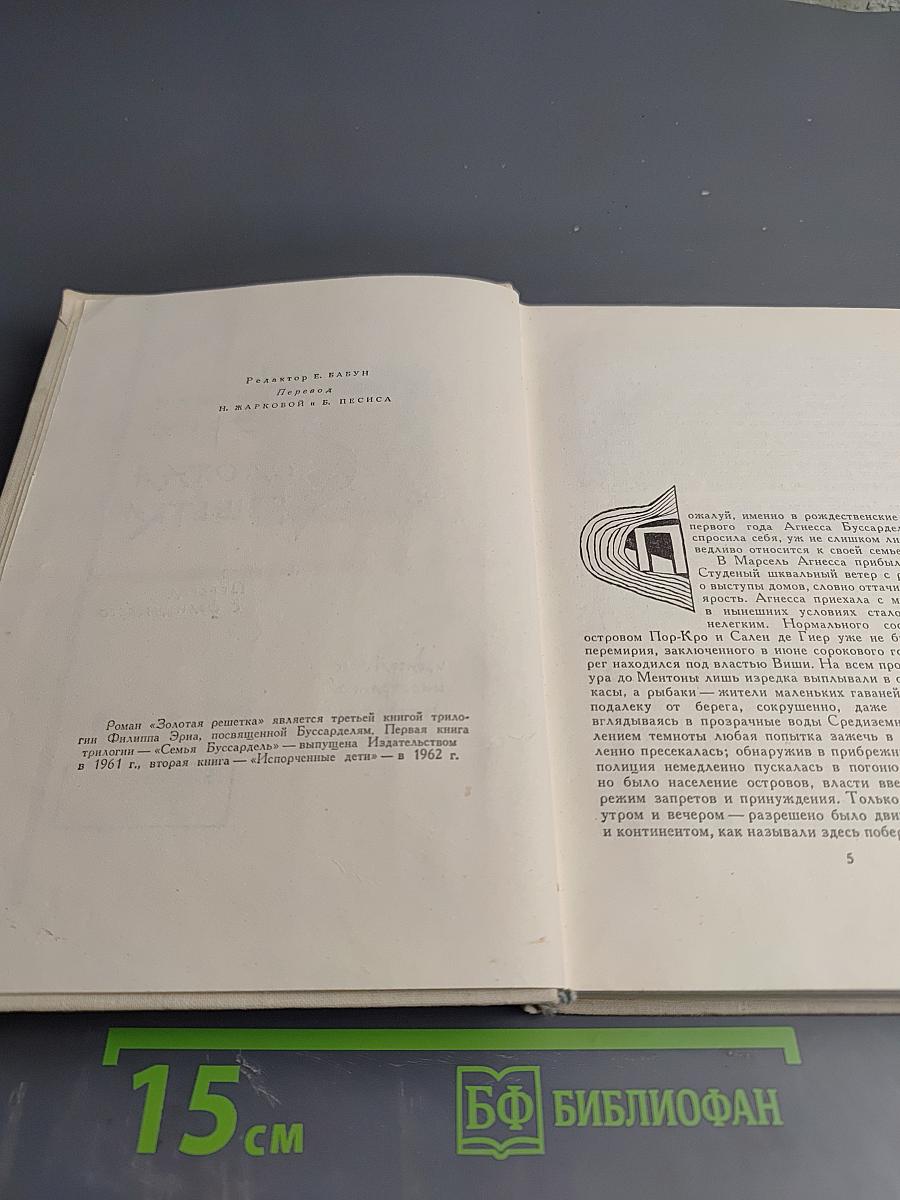 Редактор Е. БАБУН
Перевод
Н. ЖАРКОВОЙ и Б. ПЕСИСА
Роман «Золотая решетка» является третьей книгой трило-
гии Филиппа Эриа, посвященной Буссарделям. Первая книга
трилогии — «Семья Буссардель» — выпущена Издательством
в 1961 г., вторая книга — «Испорченные дети» — в 1962 г.
Пожалуй, именно в рождественские
первого года Агнесса Буссардел
спросила себя, уж не слишком ли
ведливо относится к своей семье
В Марсель Агнесса прибыл
Студеный шквальный ветер с р
о выступы домов, словно оттачи
ярость. Агнесса приехала с м
в нынешних условиях стало
нелегким. Нормального соо
островом Пор-Кро и Сален де Гиер уже не б
перемирия, заключенного в июне сорокового го
рег находился под властью Виши. На всем про
ура до Ментоны лишь изредка выплывали в о
касы, а рыбаки — жители маленьких гаваней
подалеку от берега, сокрушенно, даже
вглядываясь в прозрачные воды Средиземн
лением темноты любая попытка зажечь в
ленно пресекалась; обнаружив в прибрежн
полиция немедленно пускалась в погоню
но было население островов, власти вве
режим запретов и принуждения. Только
утром и вечером — разрешено было дви
и континентом, как называли здесь побер
5
15 см
БФ БИБЛИОФАН